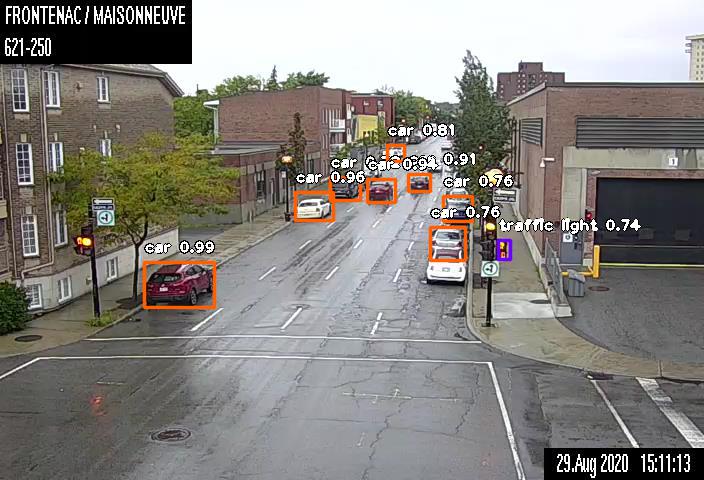 FRONTENAC / MAISONNEUVE
621-250
car 0.81
car 0.91
car 0.96
car 0.76
car 0.76
traffic light 0.74
car 0.99
1
29.Aug 2020 15:11:13